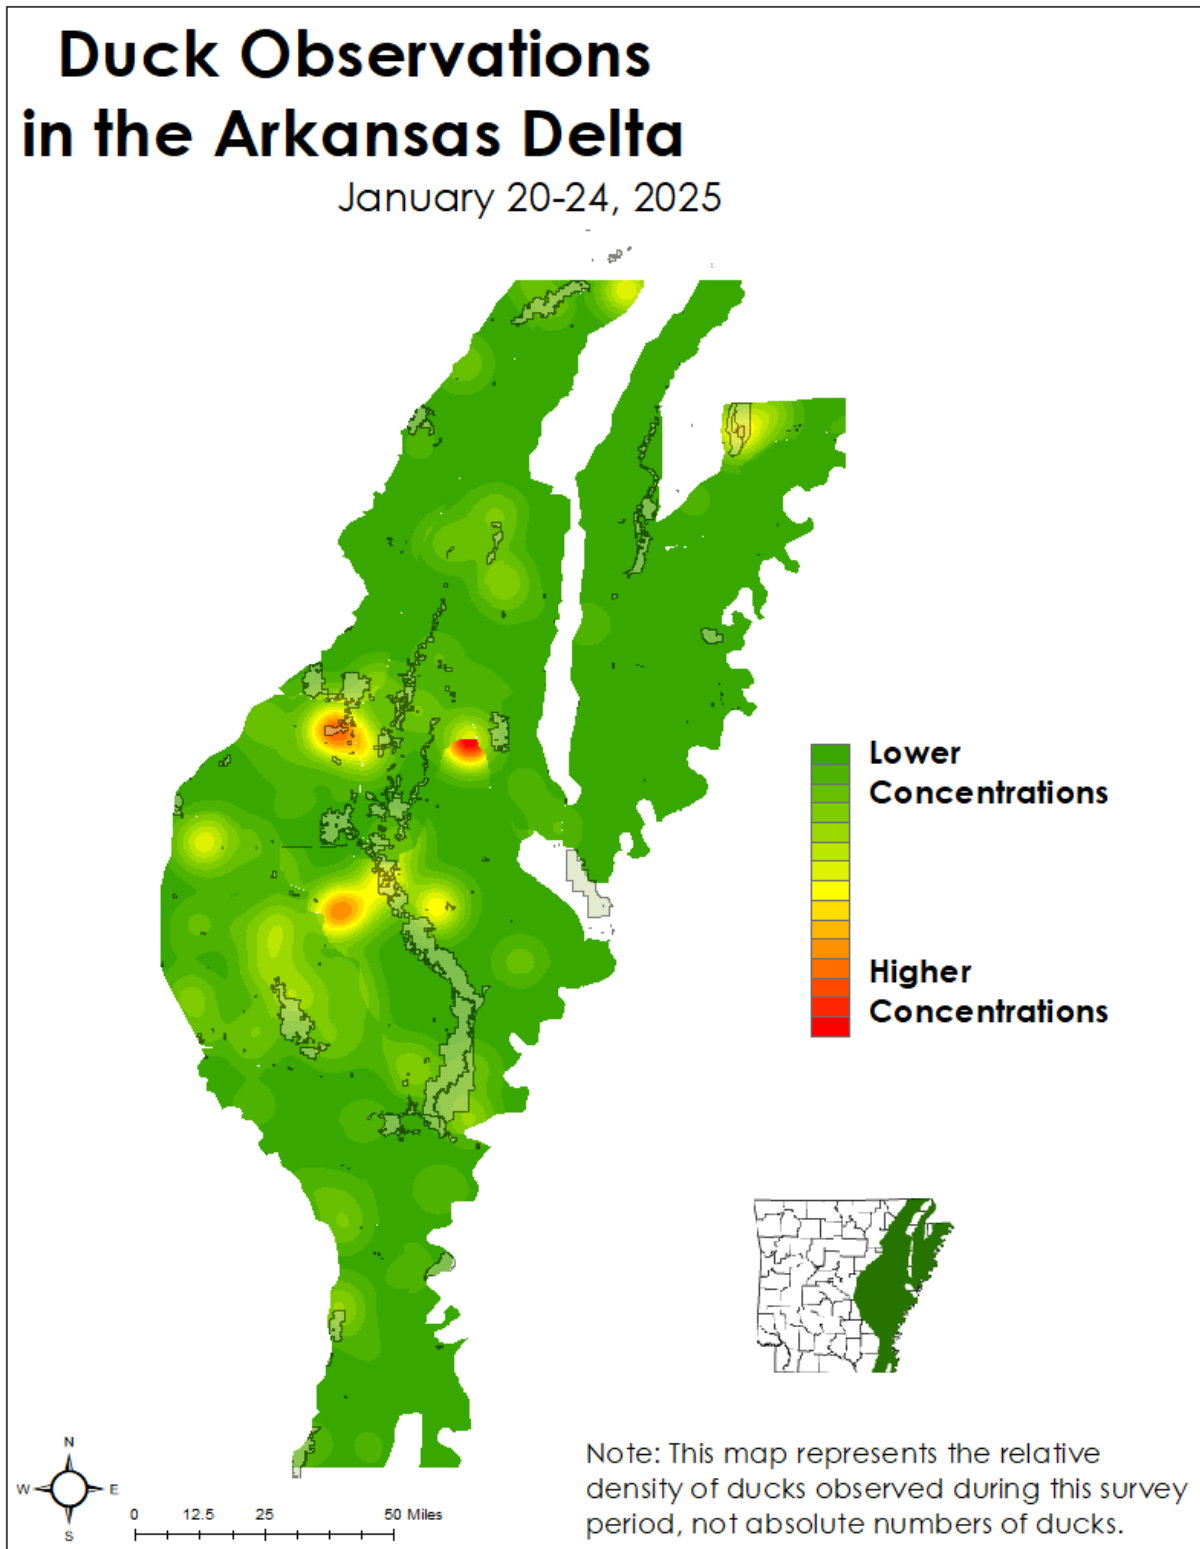 Duck Observations
in the Arkansas Delta
January 20-24, 2025
Lower
Concentrations
Higher
Concentrations
N
W E
S
0 12.5 25 50 Miles
Note: This map represents the relative
density of ducks observed during this survey
period, not absolute numbers of ducks.